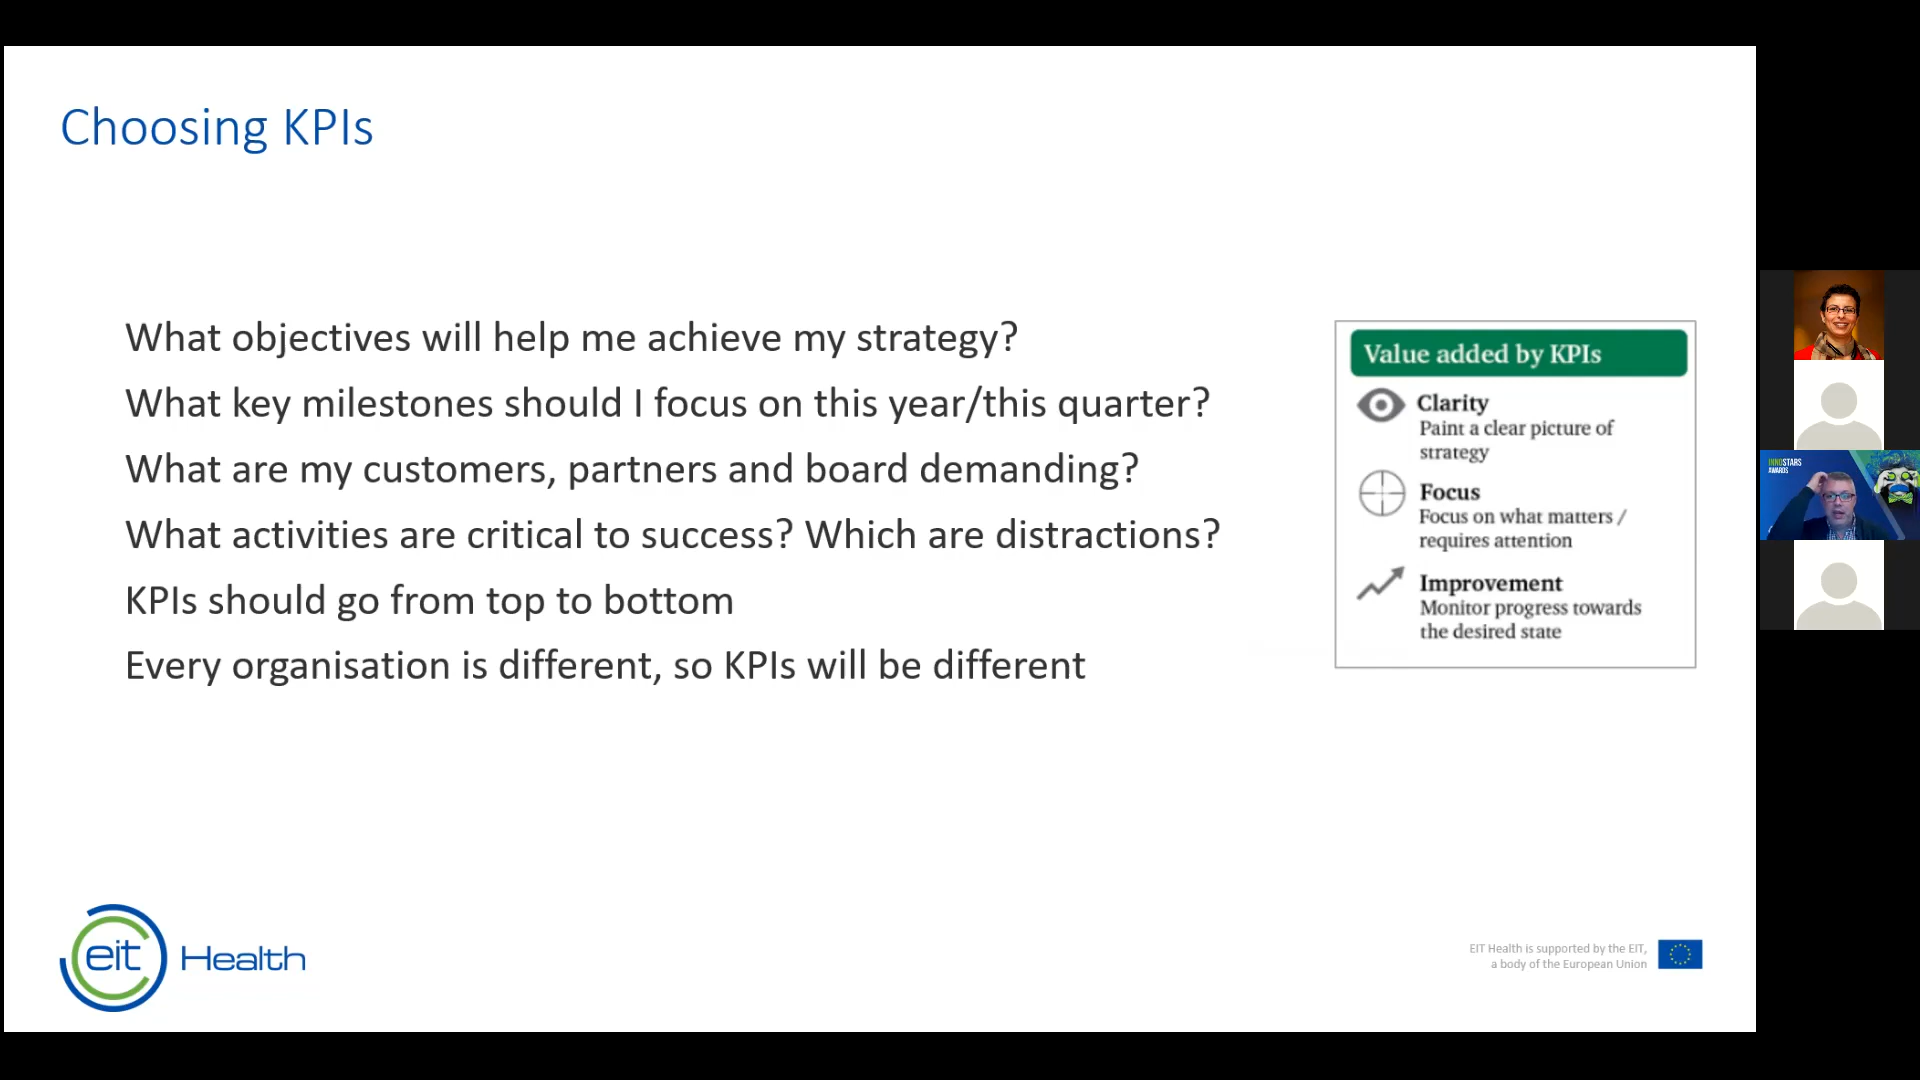 Choosing KPIs
What objectives will help me achieve my strategy?
What key milestones should I focus on this year/this quarter?
What are my customers, partners and board demanding?
What activities are critical to success? Which are distractions?
KPIs should go from top to bottom
Every organisation is different, so KPIs will be different
Value added by KPIs
Clarity
Paint a clear picture of
strategy
Focus
Focus on what matters /
requires attention
Improvement
Monitor progress towards
the desired state
INNOSTARS
AWARDS
eit Health
EIT Health is supported by the EIT,
a body of the European Union